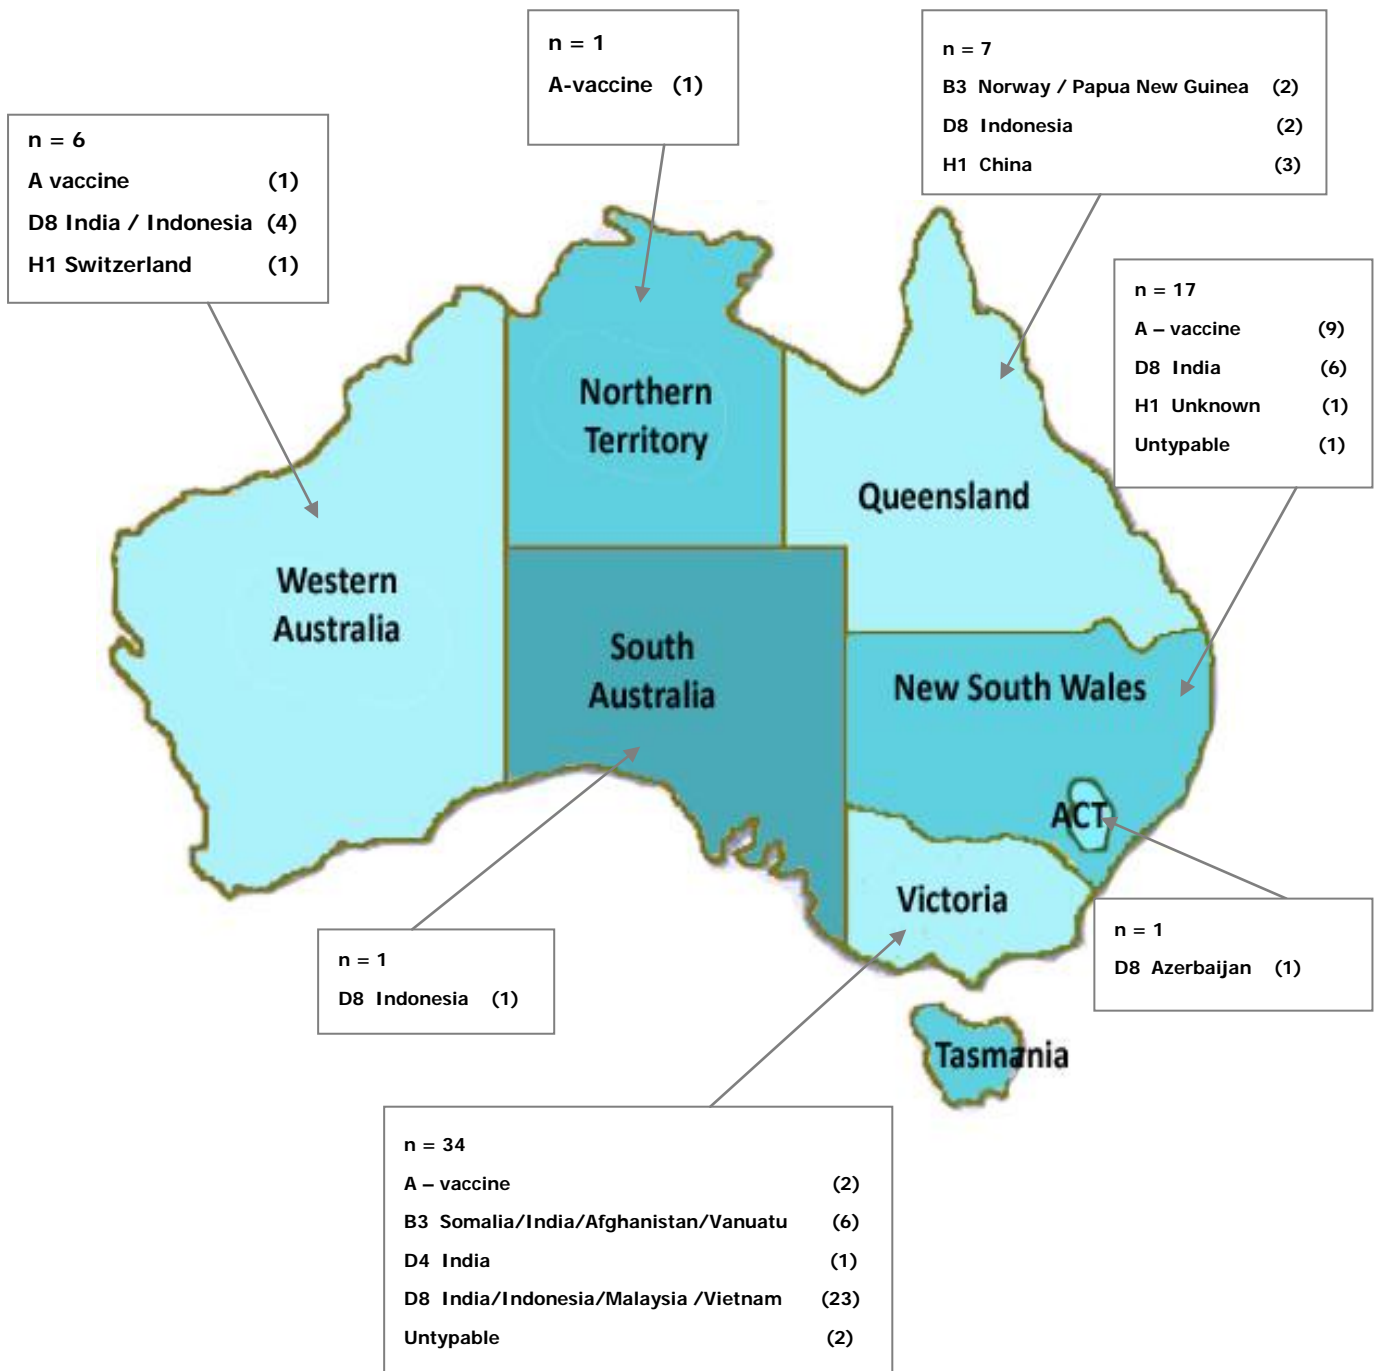 n = 1
A-vaccine (1)
n = 7
B3 Norway / Papua New Guinea (2)
D8 Indonesia (2)
H1 China (3)
n = 6
A vaccine (1)
D8 India / Indonesia (4)
H1 Switzerland (1)
n = 17
A – vaccine (9)
D8 India (6)
H1 Unknown (1)
Untypable (1)
Northern
Territory
Queensland
Western
Australia
South
Australia
New South Wales
ACT
Victoria
Tasmania
n = 1
D8 Indonesia (1)
n = 1
D8 Azerbaijan (1)
n = 34
A – vaccine (2)
B3 Somalia/India/Afghanistan/Vanuatu (6)
D4 India (1)
D8 India/Indonesia/Malaysia /Vietnam (23)
Untypable (2)